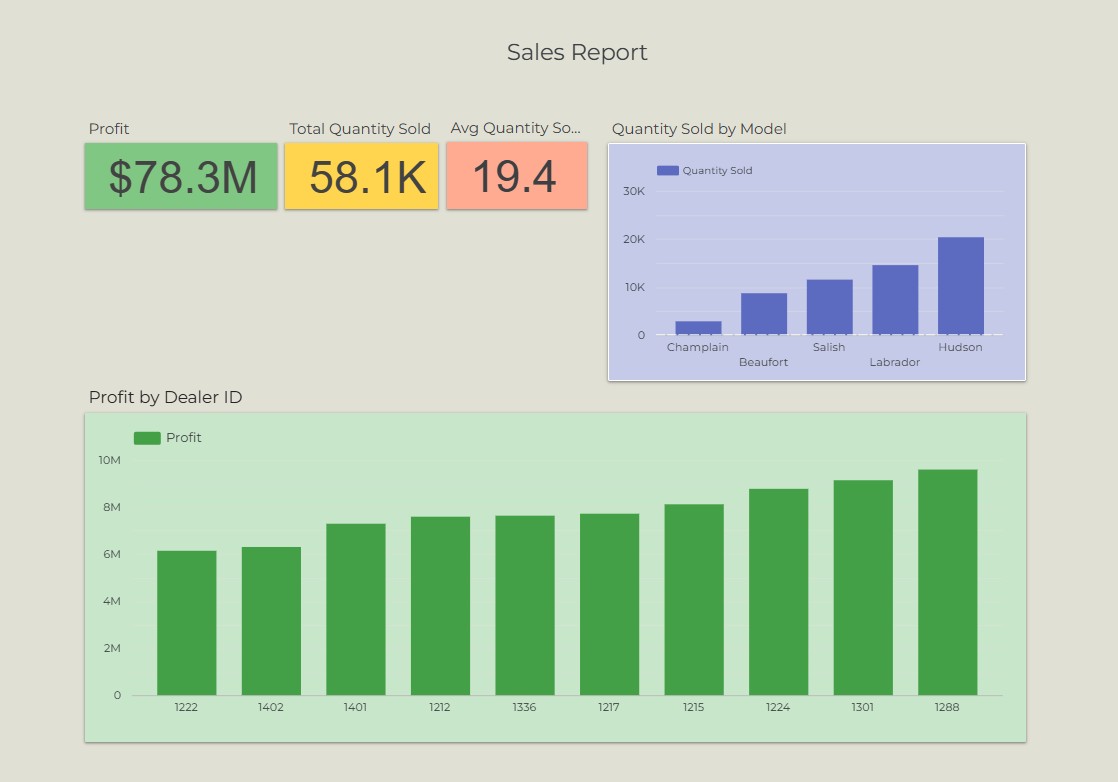 Sales Report
Profit
$78.3M
Total Quantity Sold
58.1K
Avg Quantity So...
19.4
Quantity Sold by Model
Quantity Sold
30K
20K
10K
0
Champlain
Beaufort
Salish
Labrador
Hudson
Profit by Dealer ID
Profit
10M
8M
6M
4M
2M
0
1222 1402 1401 1212 1336 1217 1215 1224 1301 1288